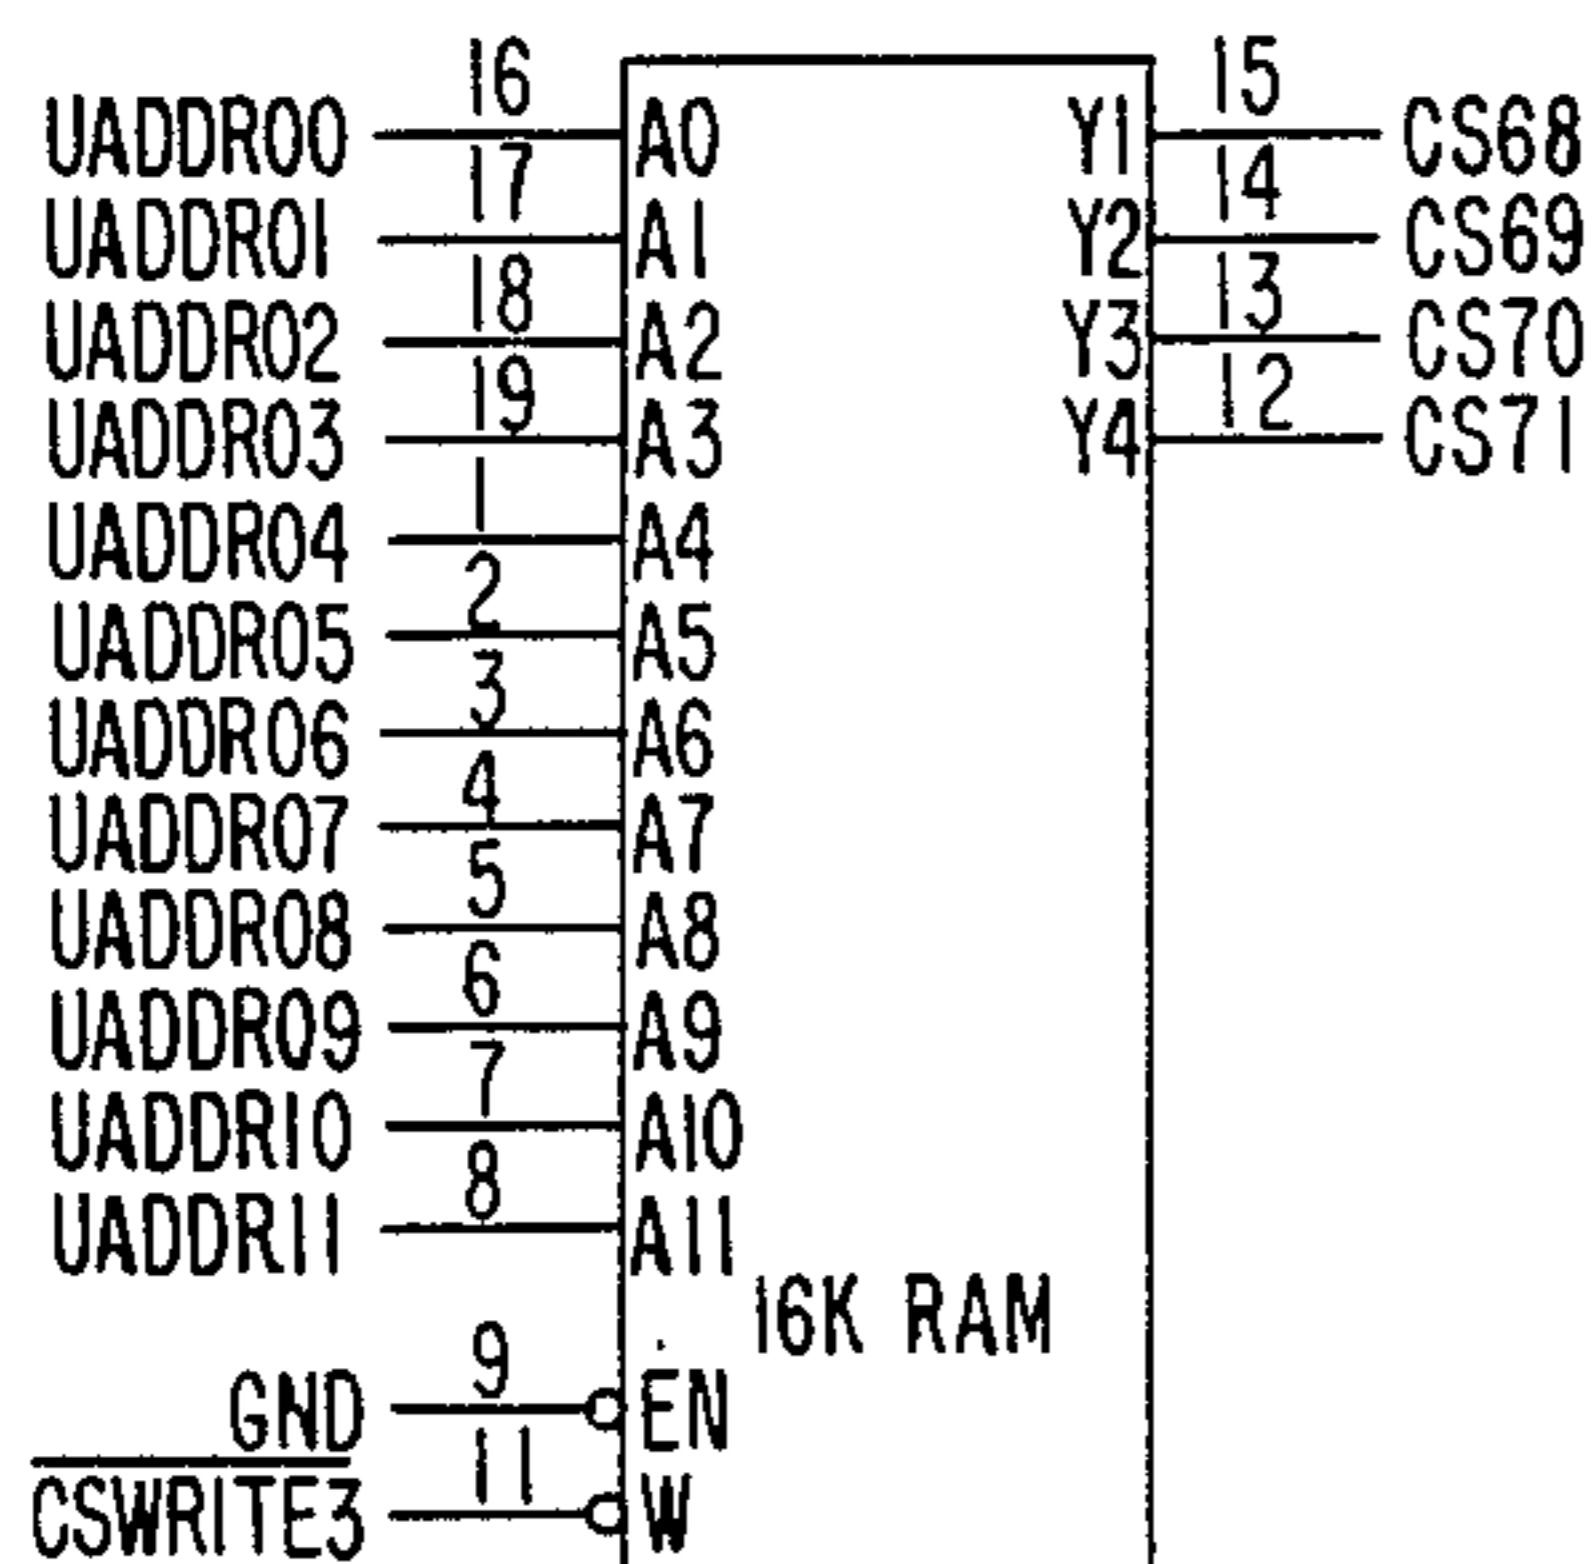 UADDR00 16 A0 Y1 15 CS68
UADDR01 17 A1 Y2 14 CS69
UADDR02 18 A2 Y3 13 CS70
UADDR03 19 A3 Y4 12 CS71
UADDR04 1 A4
UADDR05 2 A5
UADDR06 3 A6
UADDR07 4 A7
UADDR08 5 A8
UADDR09 6 A9
UADDR10 7 A10
UADDR11 8 A11
16K RAM
GND 9 EN
CSWRITE3 11 W